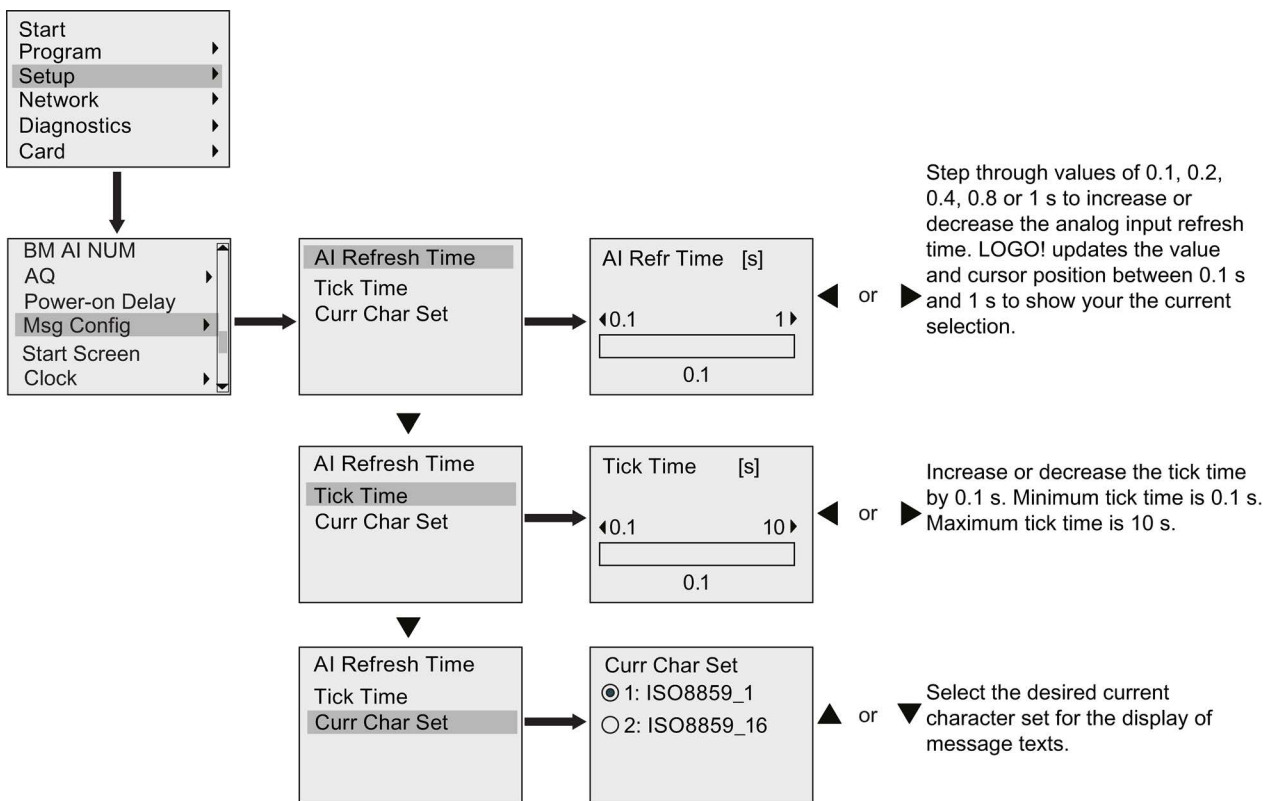 Start
Program
Setup
Network
Diagnostics
Card
BM AI NUM
AQ
Power-on Delay
Msg Config
Start Screen
Clock
AI Refresh Time
Tick Time
Curr Char Set
AI Refr Time [s]
0.1 1
0.1
or
Step through values of 0.1, 0.2,
0.4, 0.8 or 1 s to increase or
decrease the analog input refresh
time. LOGO! updates the value
and cursor position between 0.1 s
and 1 s to show your the current
selection.
AI Refresh Time
Tick Time
Curr Char Set
Tick Time [s]
0.1 10
0.1
or
Increase or decrease the tick time
by 0.1 s. Minimum tick time is 0.1 s.
Maximum tick time is 10 s.
AI Refresh Time
Tick Time
Curr Char Set
Curr Char Set
1: ISO8859_1
2: ISO8859_16
or
Select the desired current
character set for the display of
message texts.